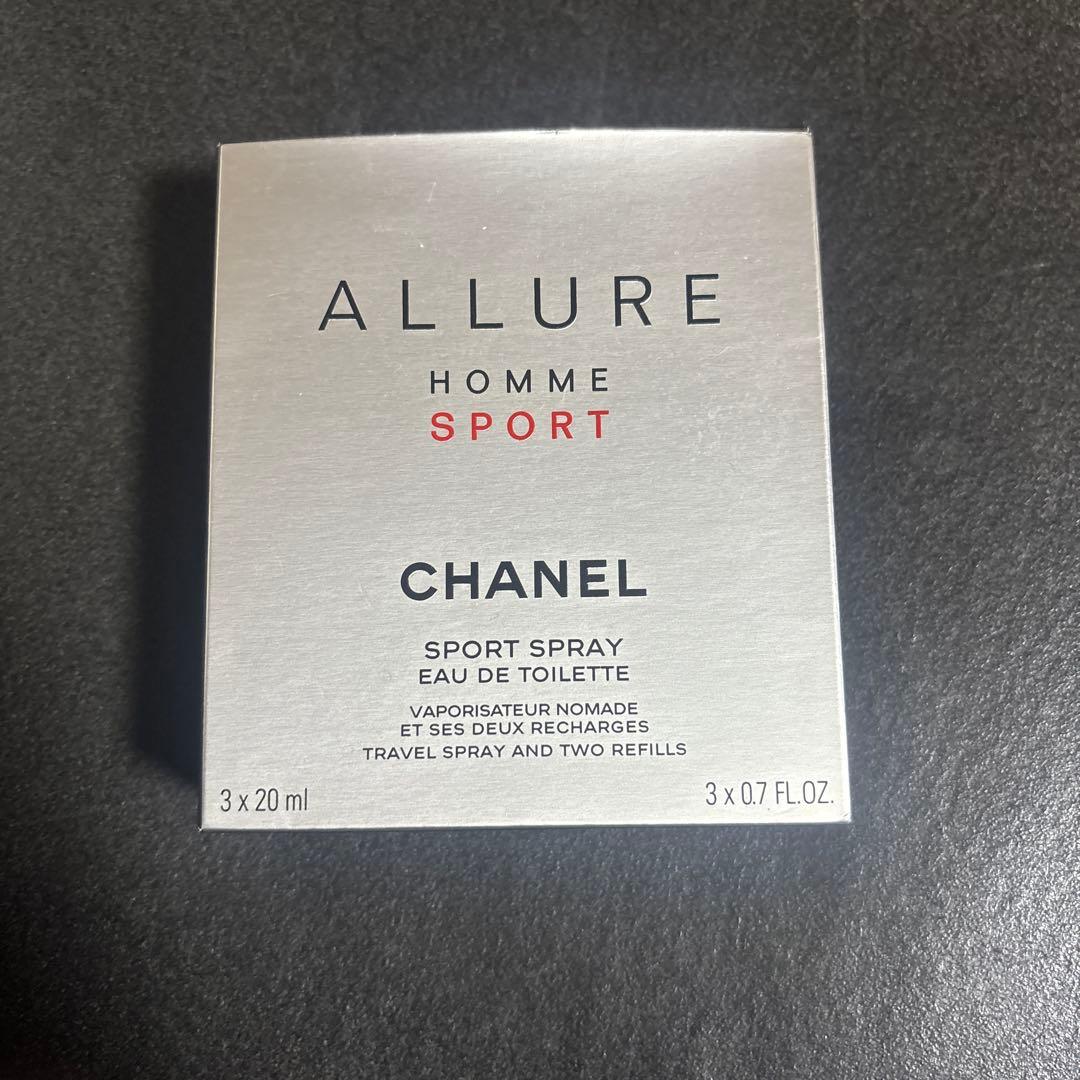 ALLURE
HOMME
SPORT
CHANEL
SPORT SPRAY
EAU DE TOILETTE
VAPORISATEUR NOMADE
ET SES DEUX RECHARGES
TRAVEL SPRAY AND TWO REFILLS
3 x 20 ml
3 x 0.7 FL.OZ.